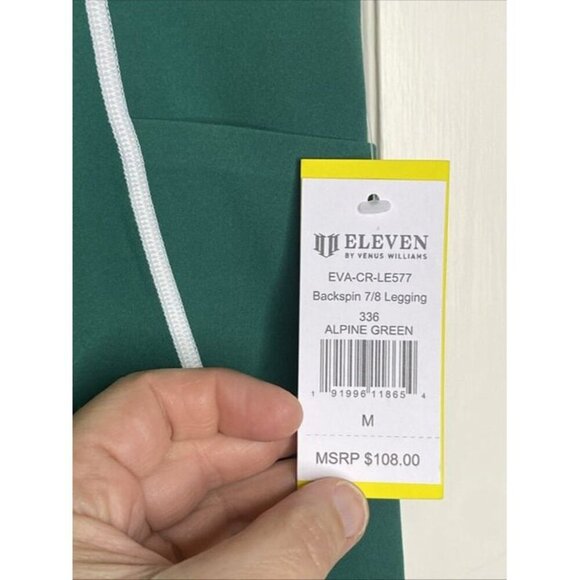 ELEVEN
BY VENUS WILLIAMS
EVA-CR-LE577
Backspin 7/8 Legging
336
ALPINE GREEN
1 91996 11865 4
M
MSRP $108.00